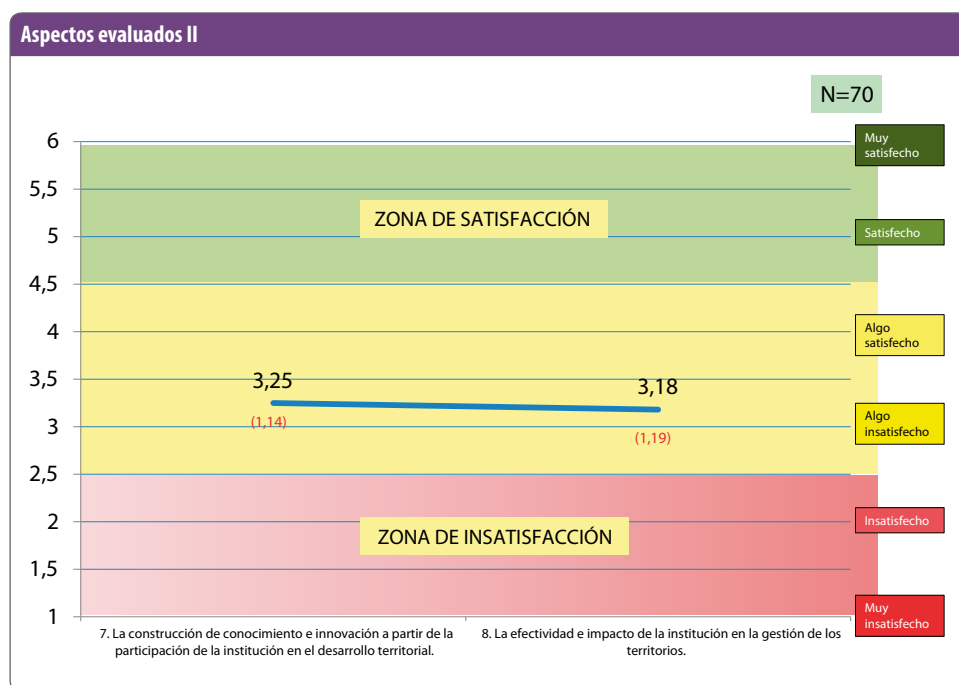 Aspectos evaluados II
N=70
6
5,5
5
4,5
4
3,5
3
2,5
2
1,5
1
ZONA DE SATISFACCIÓN
3,25
(1,14)
3,18
(1,19)
ZONA DE INSATISFACCIÓN
Muy
satisfecho
Satisfecho
Algo
satisfecho
Algo
insatisfecho
Insatisfecho
Muy
insatisfecho
7. La construcción de conocimiento e innovación a partir de la
participación de la institución en el desarrollo territorial.
8. La efectividad e impacto de la institución en la gestión de los
territorios.